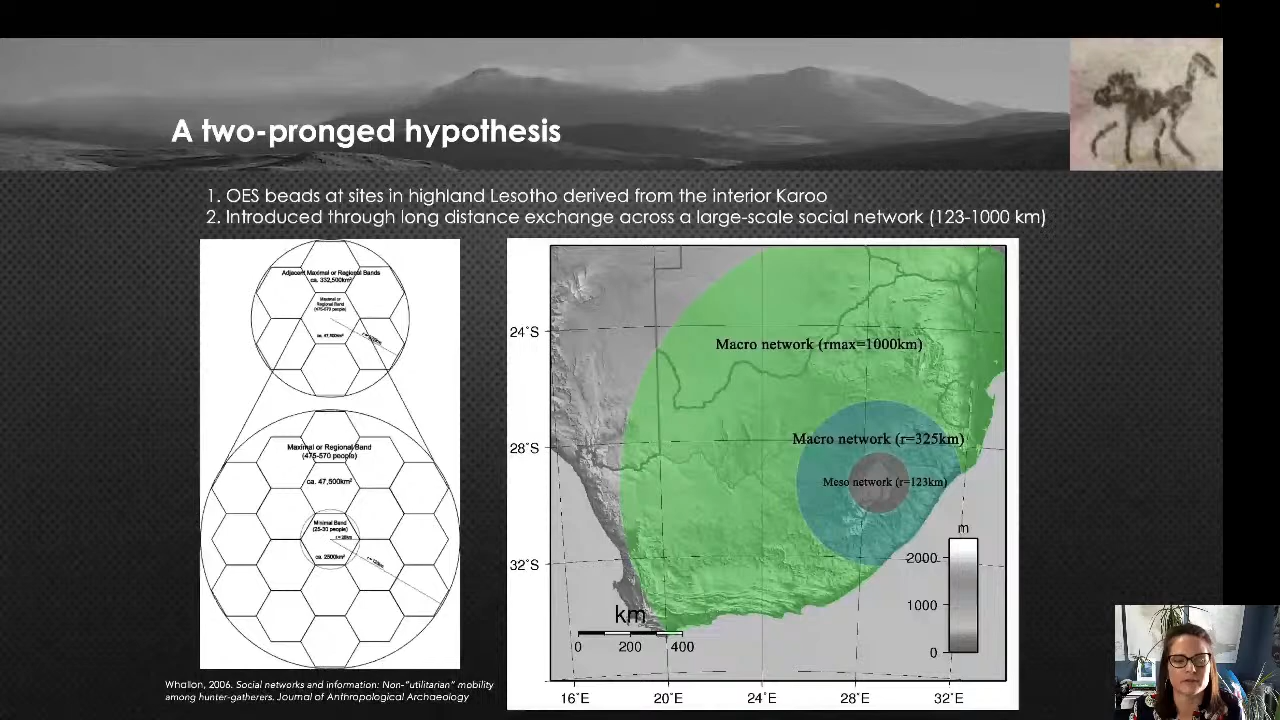 A two-pronged hypothesis
1. OES beads at sites in highland Lesotho derived from the interior Karoo
2. Introduced through long distance exchange across a large-scale social network (123-1000 km)
Adjacent Maximal or Regional Bands
ca. 332,500km²
Maximal or
Regional Band
(475-570 people)
ca. 47,500km²
Maximal or Regional Band
(475-570 people)
ca. 47,500km²
Minimal Band
(25-30 people)
ca. 2500km²
Whallon, 2006. Social networks and information: Non-"utilitarian" mobility
among hunter-gatherers. Journal of Anthropological Archaeology
24°S
28°S
32°S
Macro network (rmax=1000km)
Macro network (r=325km)
Meso network (r=123km)
m
2000
1000
0
km
0 200 400
16°E 20°E 24°E 28°E 32°E